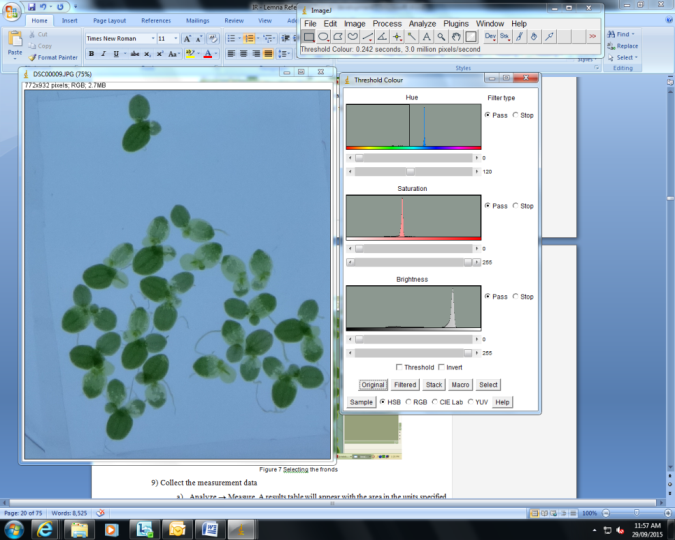 JP - Lemna Refe
Home Insert Page Layout References Mailings Review View
Paste
Cut
Copy
Format Painter
Times New Roman 11
Find
Replace
Select
Editing
Styles
ImageJ
File Edit Image Process Analyze Plugins Window Help
Dev Stk >>
Threshold Colour: 0.242 seconds, 3.0 million pixels/second
DSC00009.JPG (75%)
772x932 pixels; RGB; 2.7MB
Threshold Colour
Hue Filter type
Pass Stop
0
120
Saturation
Pass Stop
0
255
Brightness
Pass Stop
0
255
Threshold Invert
Original Filtered Stack Macro Select
Sample HSB RGB CIE Lab YUV Help
Figure 7 Selecting the fronds
9) Collect the measurement data
a) Analyze → Measure. A results table will appear with the area in the units specified
Page: 20 of 75 Words: 8,525 100%
11:57 AM
29/09/2015